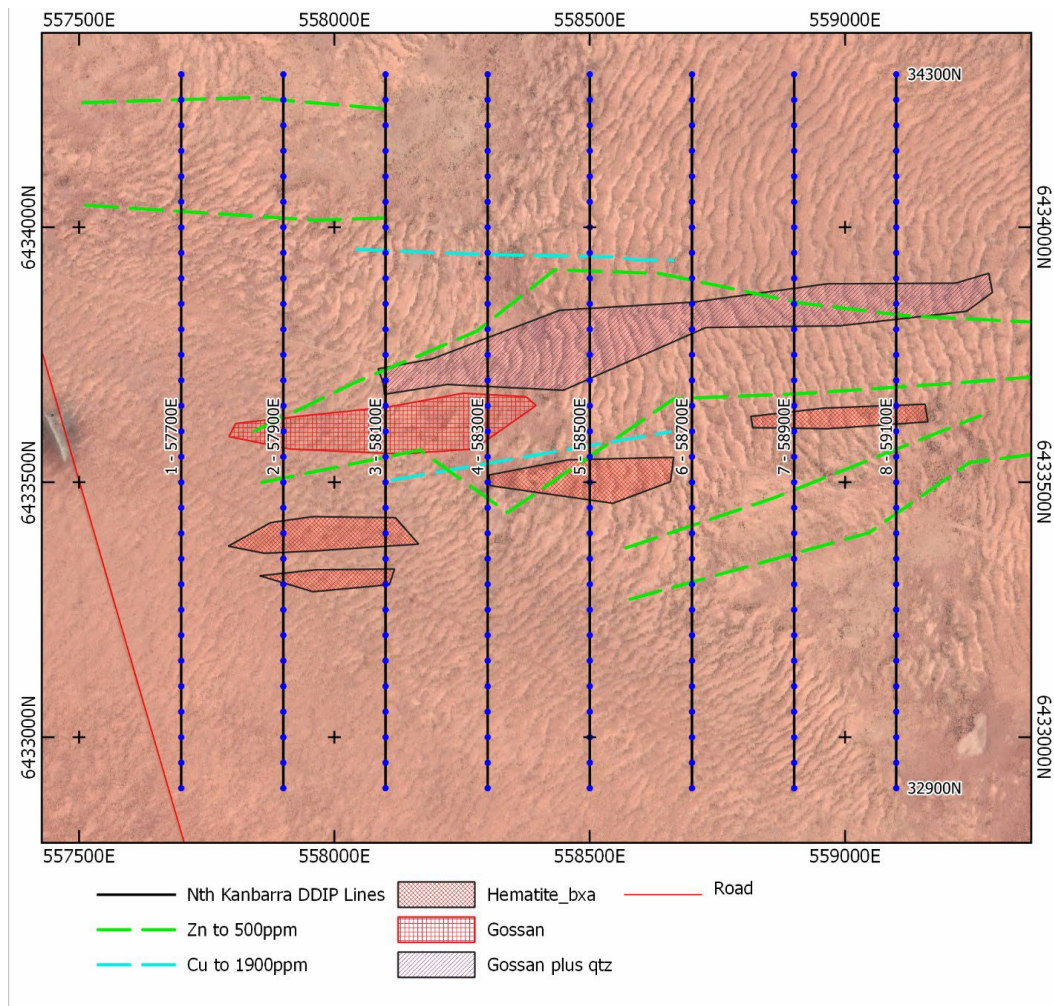 557500E 558000E 558500E 559000E
34300N
6434000N 6434000N
1 - 57700E 2 - 57900E 3 - 58100E 4 - 58300E 5 - 58500E 6 - 58700E 7 - 58900E 8 - 59100E
6433500N 6433500N
6433000N 6433000N
32900N
557500E 558000E 558500E 559000E
Nth Kanbarra DDIP Lines Hematite_bxa Road
Zn to 500ppm Gossan
Cu to 1900ppm Gossan plus qtz